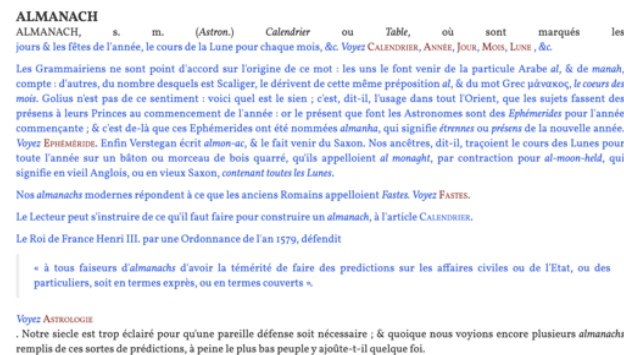 ALMANACH
ALMANACH, s. m. (Astron.) Calendrier ou Table, où sont marqués les
jours & les fêtes de l'année, le cours de la Lune pour chaque mois, &c. Voyez CALENDRIER, ANNÉE, JOUR, MOIS, LUNE , &c.
Les Grammairiens ne sont point d'accord sur l'origine de ce mot : les uns le font venir de la particule Arabe al, & de manah,
compte : d'autres, du nombre desquels est Scaliger, le dérivent de cette même préposition al, & du mot Grec μάνακος, le coeurs des
mois. Golius n'est pas de ce sentiment : voici quel est le sien ; c'est, dit-il, l'usage dans tout l'Orient, que les sujets fassent des
présens à leurs Princes au commencement de l'année : or le présent que font les Astronomes sont des Ephémerides pour l'année
commençante ; & c'est de-là que ces Ephémerides ont été nommées almanha, qui signifie étrennes ou présens de la nouvelle année.
Voyez EPHÉMÉRIDE. Enfin Verstegan écrit almon-ac, & le fait venir du Saxon. Nos ancêtres, dit-il, traçoient le cours des Lunes pour
toute l'année sur un bâton ou morceau de bois quarré, qu'ils appelloient al monaght, par contraction pour al-moon-held, qui
signifie en vieil Anglois, ou en vieux Saxon, contenant toutes les Lunes.
Nos almanachs modernes répondent à ce que les anciens Romains appelloient Fastes. Voyez FASTES.
Le Lecteur peut s'instruire de ce qu'il faut faire pour construire un almanach, à l'article CALENDRIER.
Le Roi de France Henri III. par une Ordonnance de l'an 1579, défendit
« à tous faiseurs d'almanachs d'avoir la témérité de faire des predictions sur les affaires civiles ou de l'Etat, ou des
particuliers, soit en termes exprès, ou en termes couverts ».
Voyez ASTROLOGIE
. Notre siecle est trop éclairé pour qu'une pareille défense soit nécessaire ; & quoique nous voyions encore plusieurs almanachs
remplis de ces sortes de prédictions, à peine le plus bas peuple y ajoûte-t-il quelque foi.